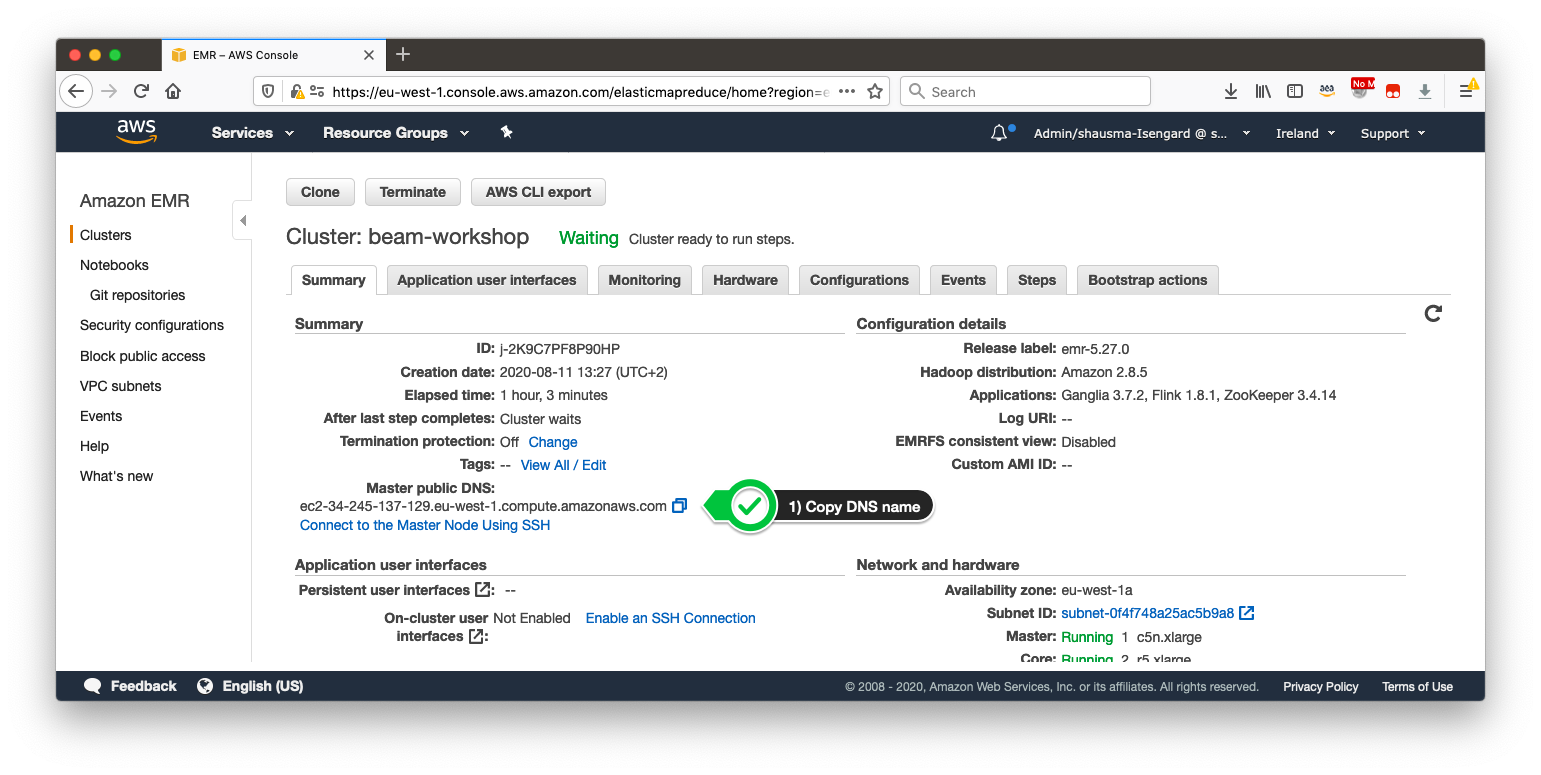 EMR – AWS Console
https://eu-west-1.console.aws.amazon.com/elasticmapreduce/home?region=e
Search
No M
aws
Services
Resource Groups
Admin/shausma-Isengard @ s...
Ireland
Support
Amazon EMR
Clusters
Notebooks
Git repositories
Security configurations
Block public access
VPC subnets
Events
Help
What's new
Clone
Terminate
AWS CLI export
Cluster: beam-workshop
Waiting
Cluster ready to run steps.
Summary
Application user interfaces
Monitoring
Hardware
Configurations
Events
Steps
Bootstrap actions
Summary
ID: j-2K9C7PF8P90HP
Creation date: 2020-08-11 13:27 (UTC+2)
Elapsed time: 1 hour, 3 minutes
After last step completes: Cluster waits
Termination protection: Off Change
Tags: -- View All / Edit
Master public DNS:
ec2-34-245-137-129.eu-west-1.compute.amazonaws.com
Connect to the Master Node Using SSH
1) Copy DNS name
Configuration details
Release label: emr-5.27.0
Hadoop distribution: Amazon 2.8.5
Applications: Ganglia 3.7.2, Flink 1.8.1, ZooKeeper 3.4.14
Log URI: --
EMRFS consistent view: Disabled
Custom AMI ID: --
Application user interfaces
Persistent user interfaces : --
On-cluster user Not Enabled Enable an SSH Connection
interfaces :
Network and hardware
Availability zone: eu-west-1a
Subnet ID: subnet-0f4f748a25ac5b9a8
Master: Running 1 c5n.xlarge
Core: Running 2 r5.xlarge
Feedback
English (US)
© 2008 - 2020, Amazon Web Services, Inc. or its affiliates. All rights reserved.
Privacy Policy
Terms of Use